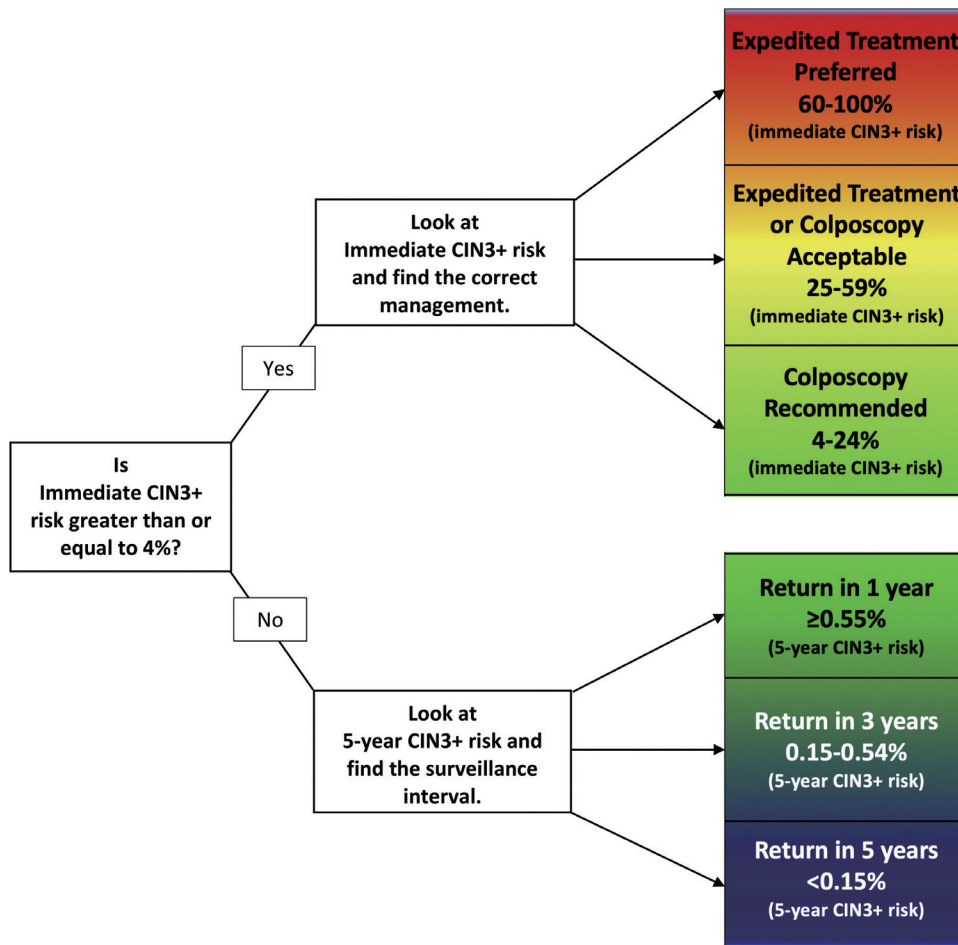 Is
Immediate CIN3+
risk greater than or
equal to 4%?
Yes
No
Look at
Immediate CIN3+ risk
and find the correct
management.
Look at
5-year CIN3+ risk and
find the surveillance
interval.
Expedited Treatment
Preferred
60-100%
(immediate CIN3+ risk)
Expedited Treatment
or Colposcopy
Acceptable
25-59%
(immediate CIN3+ risk)
Colposcopy
Recommended
4-24%
(immediate CIN3+ risk)
Return in 1 year
≥0.55%
(5-year CIN3+ risk)
Return in 3 years
0.15-0.54%
(5-year CIN3+ risk)
Return in 5 years
<0.15%
(5-year CIN3+ risk)